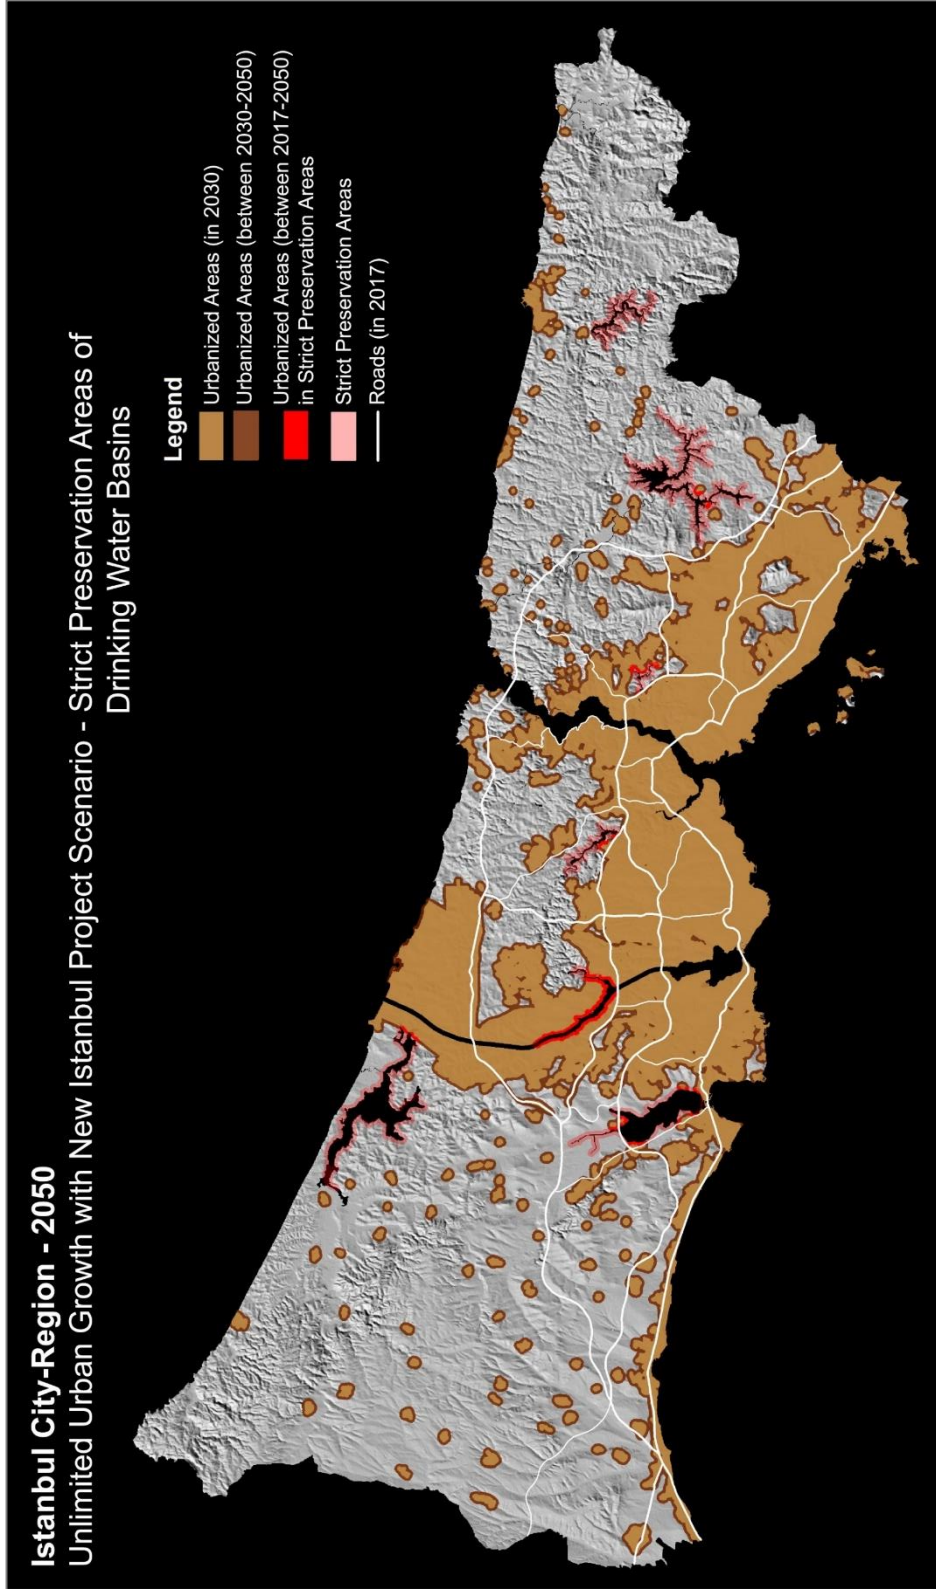 Istanbul City-Region - 2050
Unlimited Urban Growth with New Istanbul Project Scenario - Strict Preservation Areas of
Drinking Water Basins
Legend
Urbanized Areas (in 2030)
Urbanized Areas (between 2030-2050)
Urbanized Areas (between 2017-2050)
in Strict Preservation Areas
Strict Preservation Areas
Roads (in 2017)